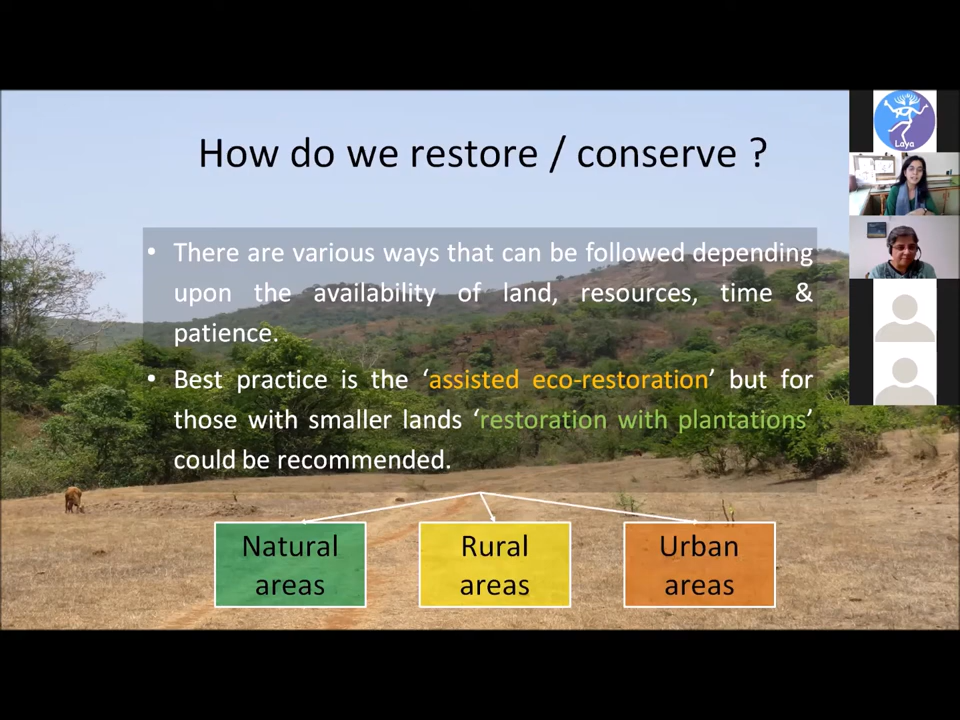 How do we restore / conserve ?
• There are various ways that can be followed depending
upon the availability of land, resources, time &
patience.
• Best practice is the ‘assisted eco-restoration’ but for
those with smaller lands ‘restoration with plantations’
could be recommended.
Natural
areas
Rural
areas
Urban
areas
Laya